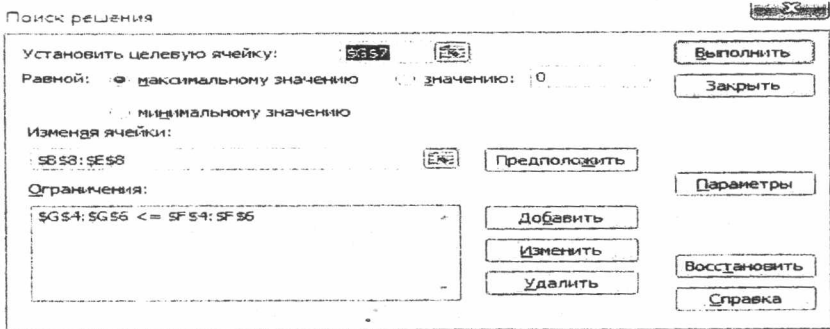 Поиск решения
Установить целевую ячейку: $G$7 Выполнить
Равной: максимальному значению значению: 0 Закрыть
минимальному значению
Изменяя ячейки:
$B$8:$E$8 Предположить
Ограничения: Параметры
$G$4:$G$6 <= $F$4:$F$6 Добавить
Изменить
Восстановить
Удалить
Справка